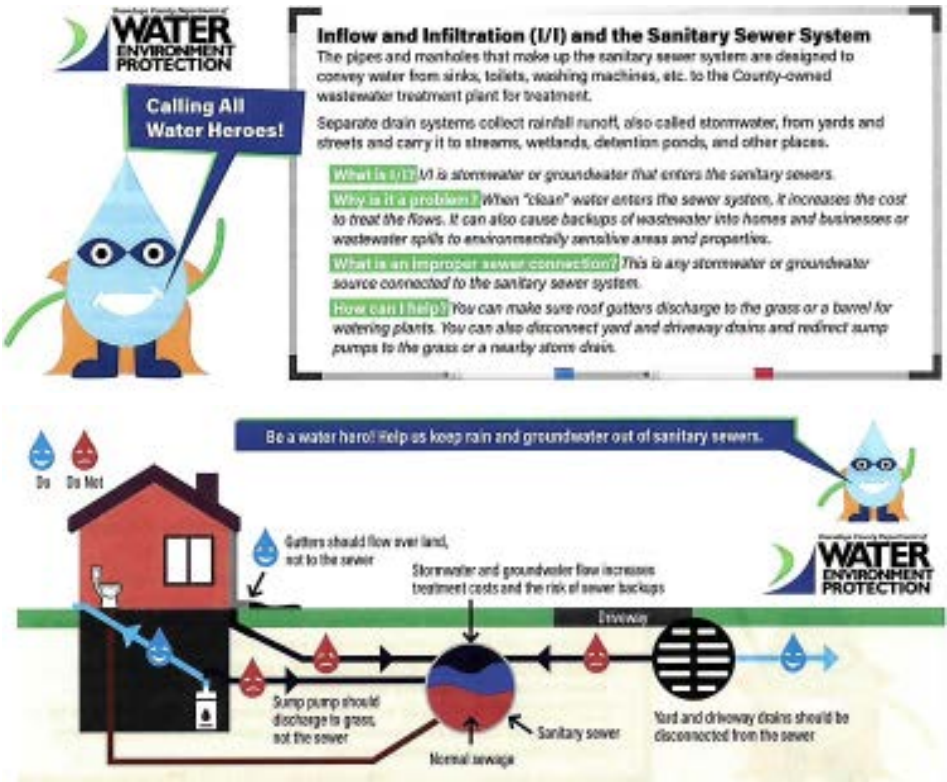 Onondaga County Department of
WATER
ENVIRONMENT
PROTECTION
Calling All
Water Heroes!
Inflow and Infiltration (I/I) and the Sanitary Sewer System
The pipes and manholes that make up the sanitary sewer system are designed to
convey water from sinks, toilets, washing machines, etc. to the County-owned
wastewater treatment plant for treatment.
Separate drain systems collect rainfall runoff, also called stormwater, from yards and
streets and carry it to streams, wetlands, detention ponds, and other places.
What is I/I? I/I is stormwater or groundwater that enters the sanitary sewers.
Why is it a problem? When "clean" water enters the sewer system, it increases the cost
to treat the flows. It can also cause backups of wastewater into homes and businesses or
wastewater spills to environmentally sensitive areas and properties.
What is an improper sewer connection? This is any stormwater or groundwater
source connected to the sanitary sewer system.
How can I help? You can make sure roof gutters discharge to the grass or a barrel for
watering plants. You can also disconnect yard and driveway drains and redirect sump
pumps to the grass or a nearby storm drain.
Be a water hero! Help us keep rain and groundwater out of sanitary sewers.
Do Do Not
Gutters should flow over land,
not to the sewer
Stormwater and groundwater flow increases
treatment costs and the risk of sewer backups
Onondaga County Department of
WATER
ENVIRONMENT
PROTECTION
Driveway
Sump pump should
discharge to grass,
not the sewer
Normal sewage
Sanitary sewer
Yard and driveway drains should be
disconnected from the sewer